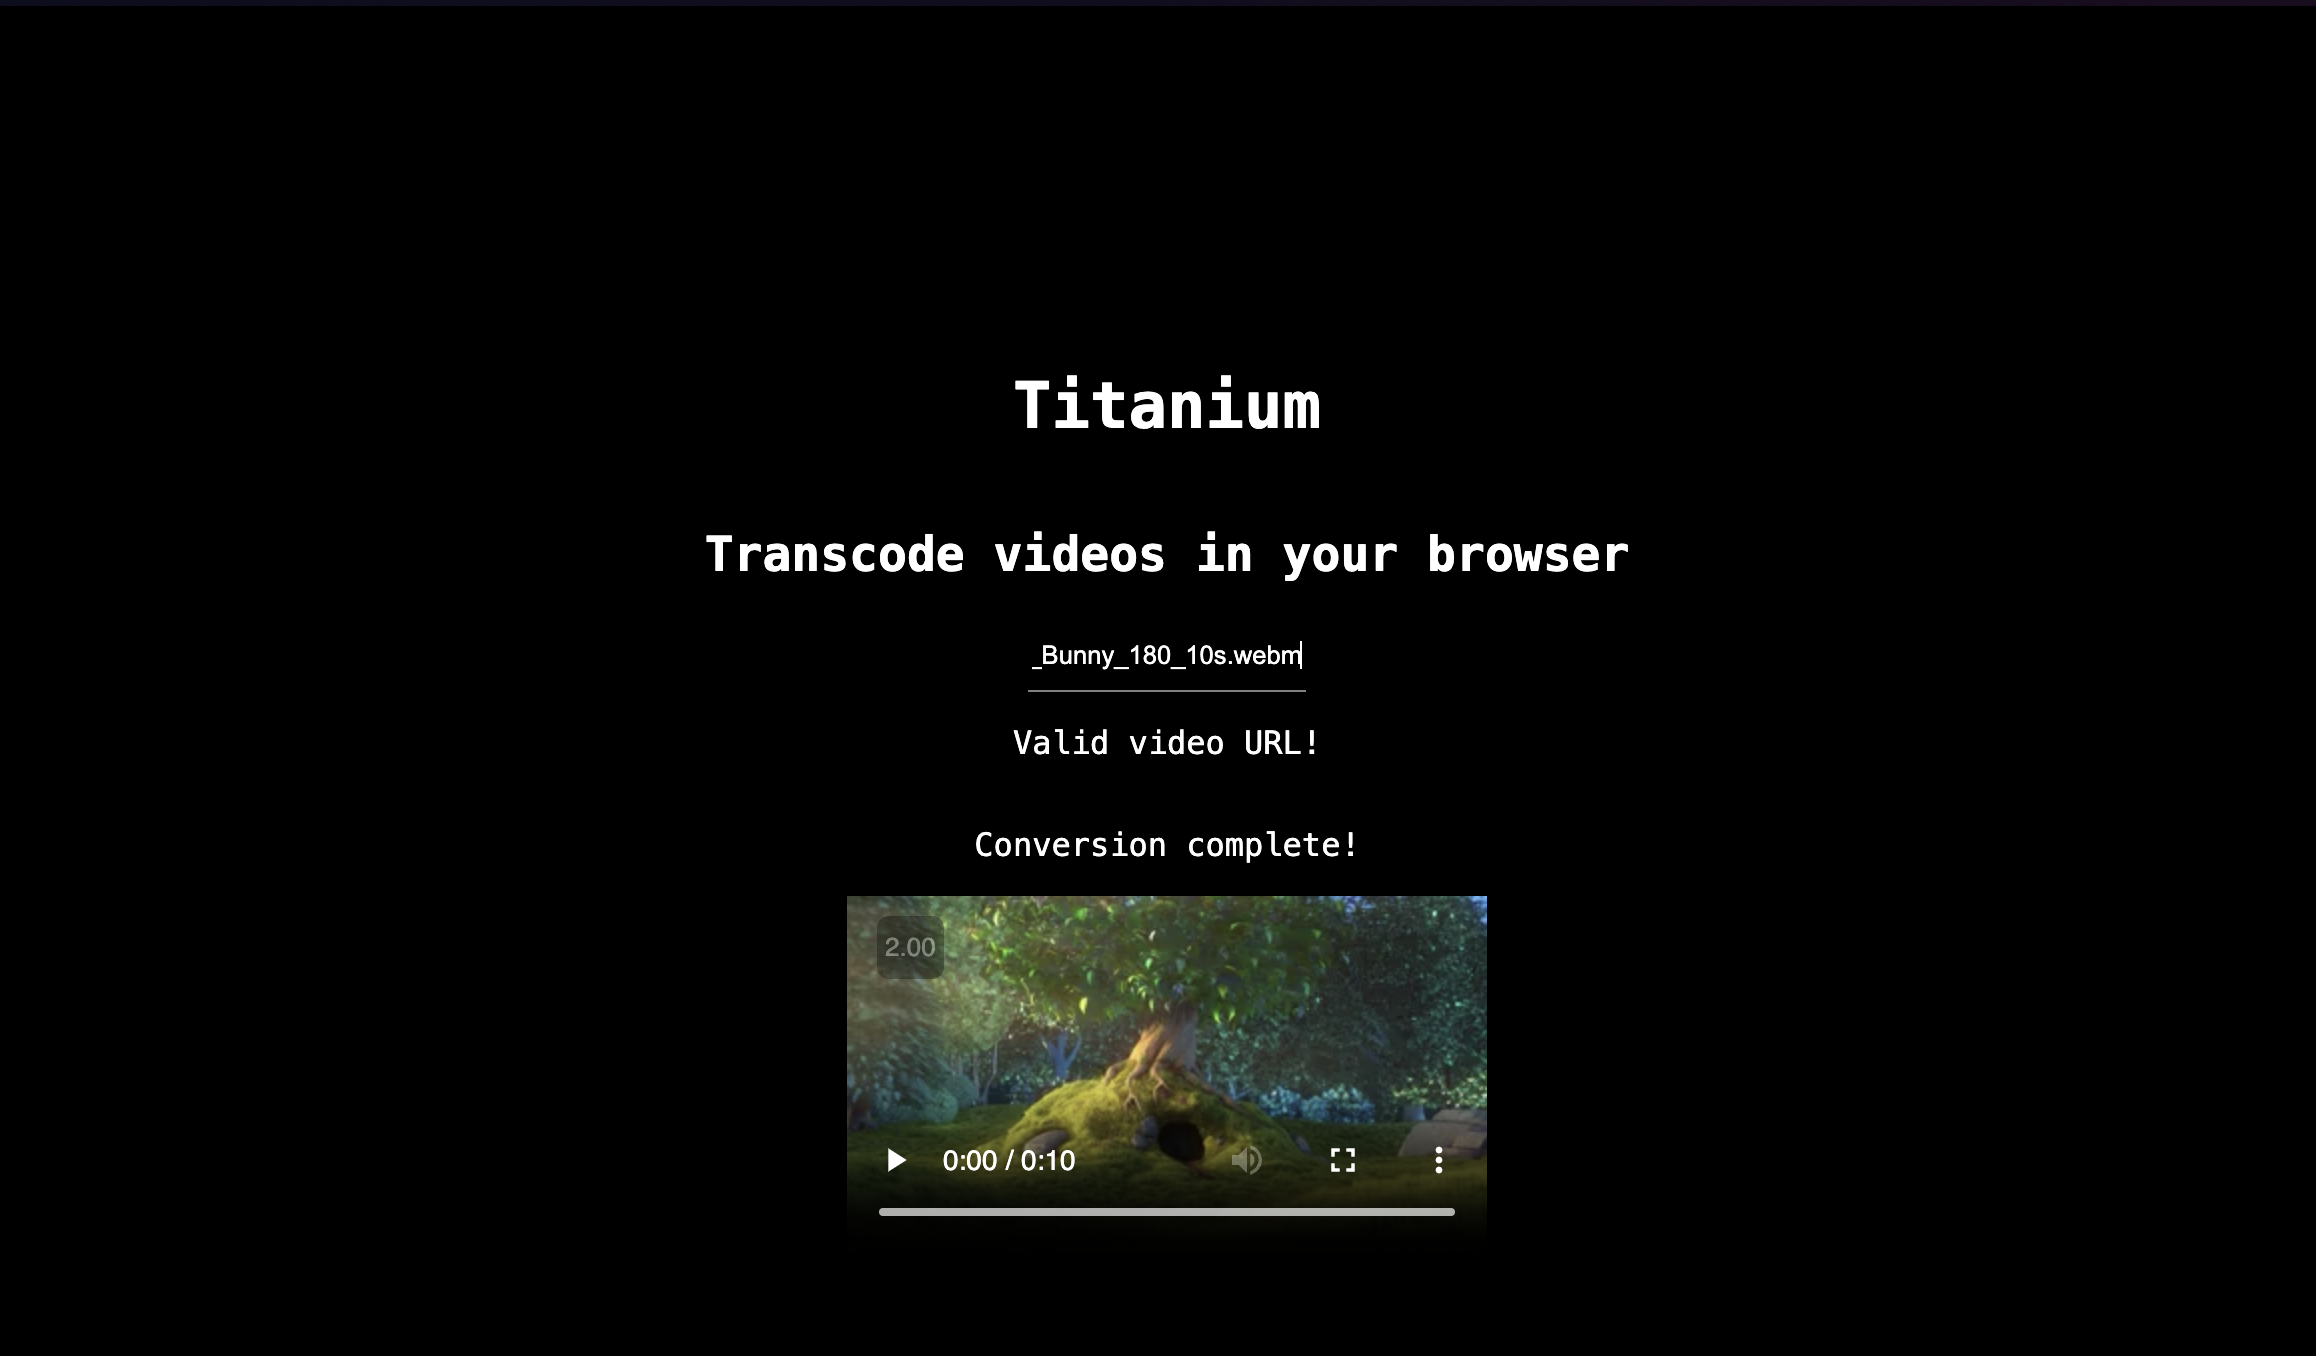 Titanium
Transcode videos in your browser
_Bunny_180_10s.webm
Valid video URL!
Conversion complete!
2.00
0:00 / 0:10